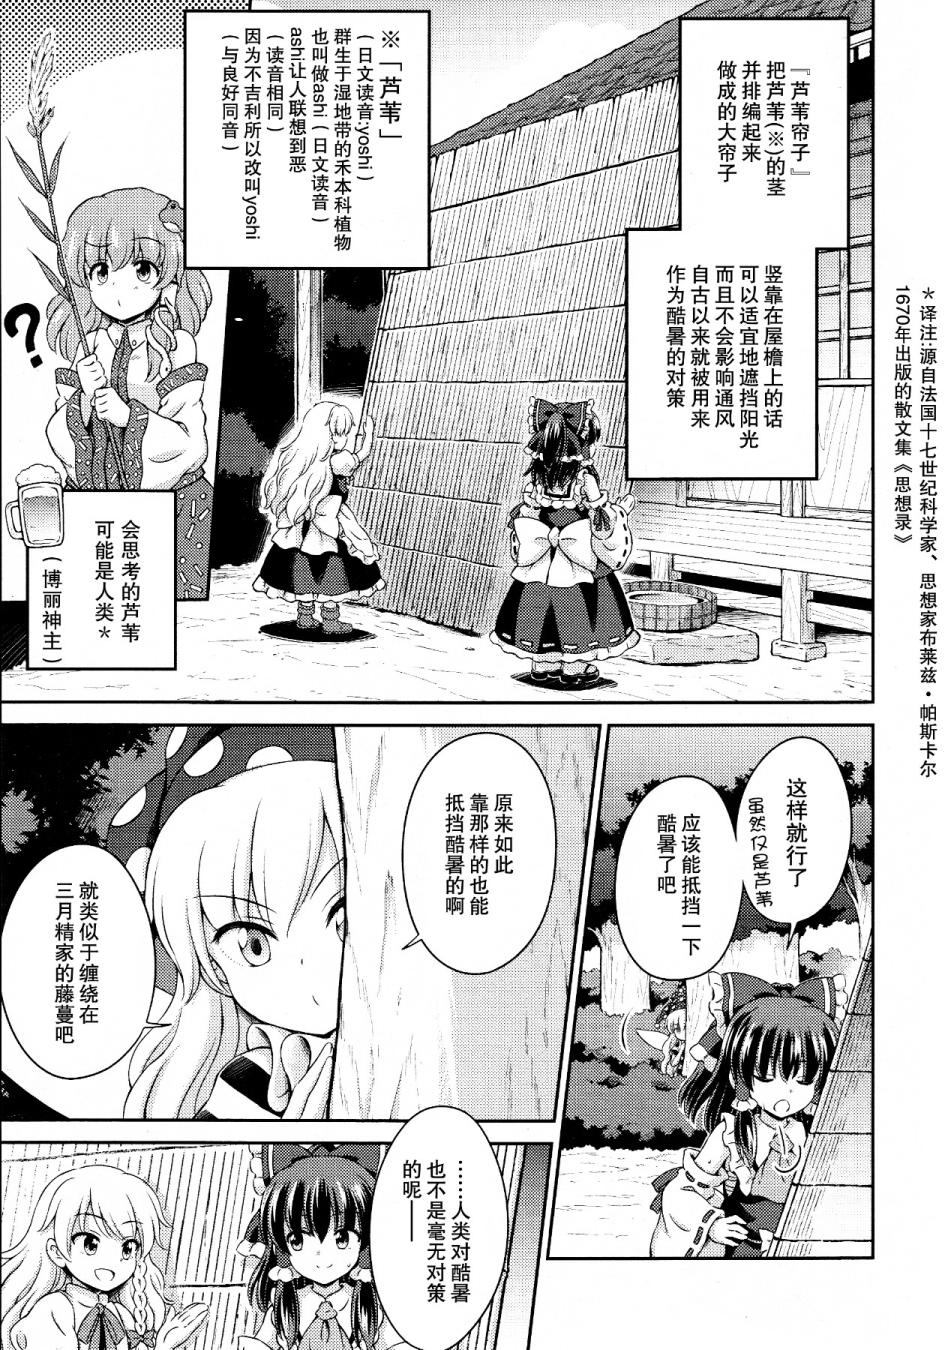 『芦苇帘子』
把芦苇(※)的茎
并排编起来
做成的大帘子
竖靠在屋檐上的话
可以适宜地遮挡阳光
而且不会影响通风
自古以来就被用来
作为酷暑的对策
※「芦苇」
(日文读音:yoshi)
群生于湿地带的禾本科植物
也叫做ashi(日文读音)
ashi让人联想到恶
(读音相同)
因为不吉利所以改叫yoshi
(与良好同音)
?
会思考的芦苇
可能是人类*
(博丽神主)
*译注:源自法国十七世纪科学家、思想家布莱兹·帕斯卡尔
1670年出版的散文集《思想录》
这样就行了
虽然仅是芦苇
应该能抵挡一下
酷暑了吧
原来如此
靠那样的也能
抵挡酷暑的啊
就类似于缠绕在
三月精家的藤蔓吧
……人类对酷暑
也不是毫无对策
的呢——